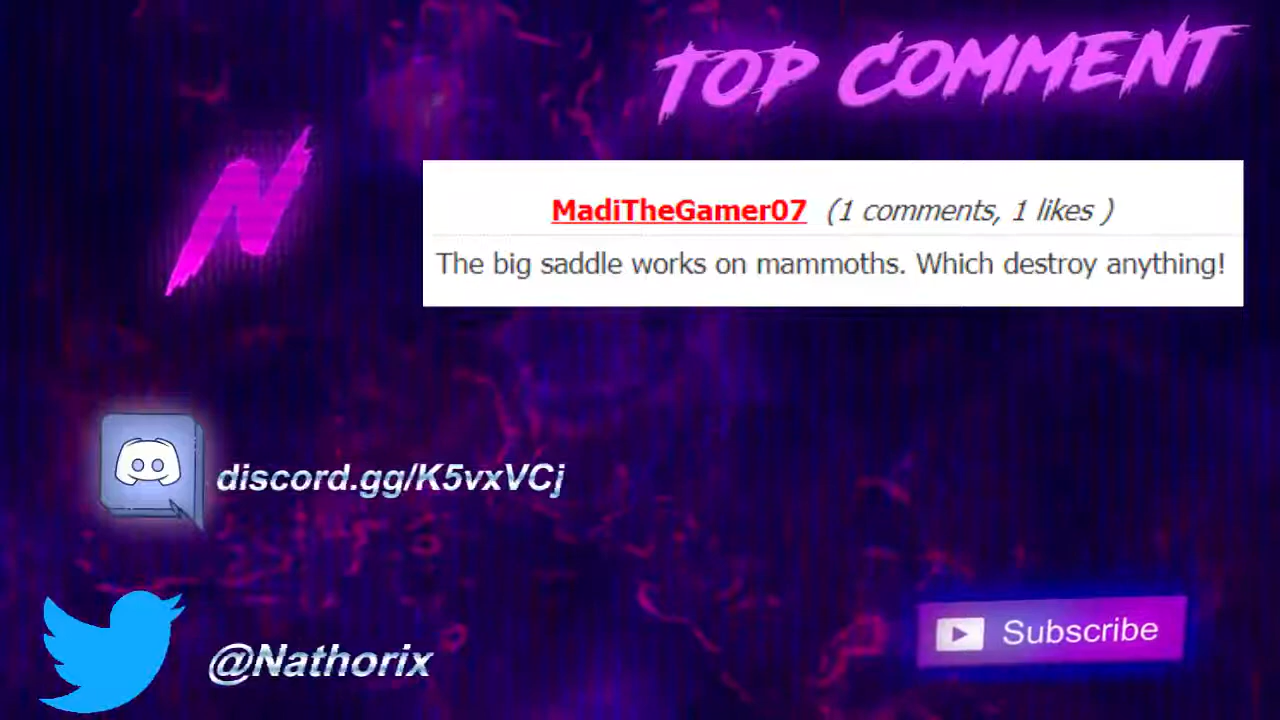 TOP COMMENT
N
MadiTheGamer07 (1 comments, 1 likes )
The big saddle works on mammoths. Which destroy anything!
discord.gg/K5vxVCj
@Nathorix
Subscribe